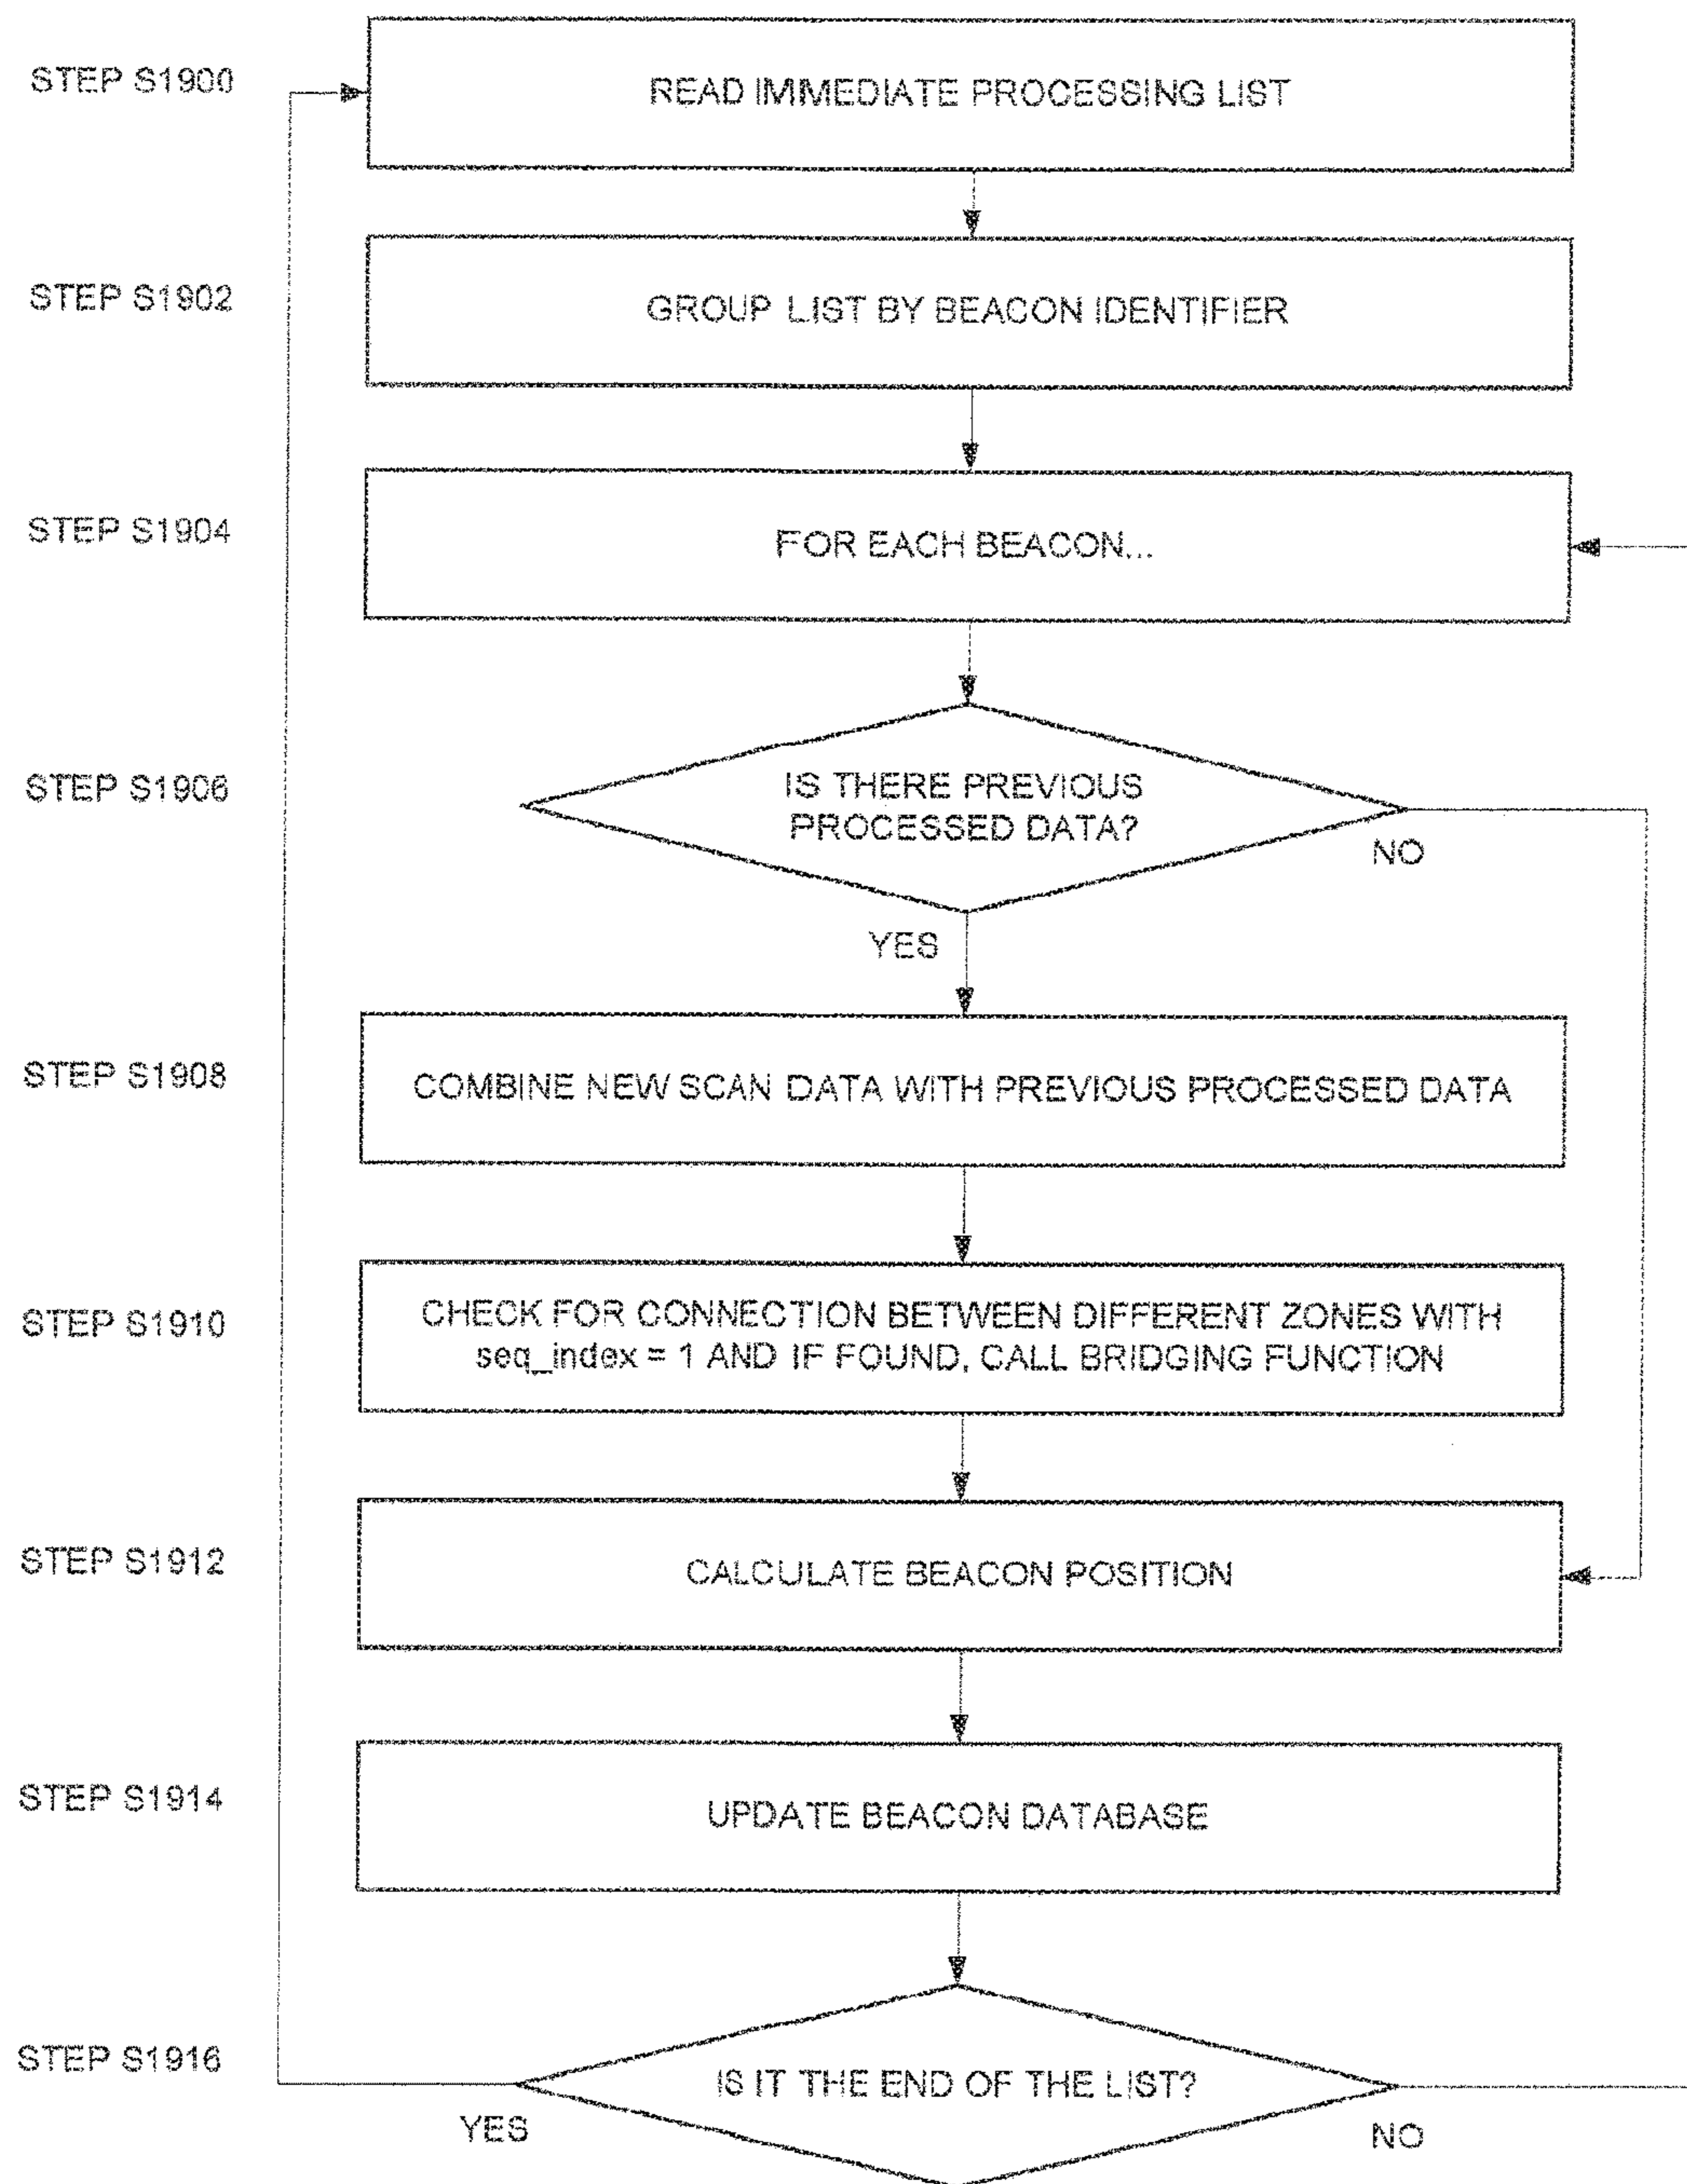 STEP S1900
READ IMMEDIATE PROCESSING LIST
STEP S1902
GROUP LIST BY BEACON IDENTIFIER
STEP S1904
FOR EACH BEACON...
STEP S1906
IS THERE PREVIOUS
PROCESSED DATA?
NO
YES
STEP S1908
COMBINE NEW SCAN DATA WITH PREVIOUS PROCESSED DATA
STEP S1910
CHECK FOR CONNECTION BETWEEN DIFFERENT ZONES WITH
seq_index = 1 AND IF FOUND, CALL BRIDGING FUNCTION
STEP S1912
CALCULATE BEACON POSITION
STEP S1914
UPDATE BEACON DATABASE
STEP S1916
IS IT THE END OF THE LIST?
YES
NO